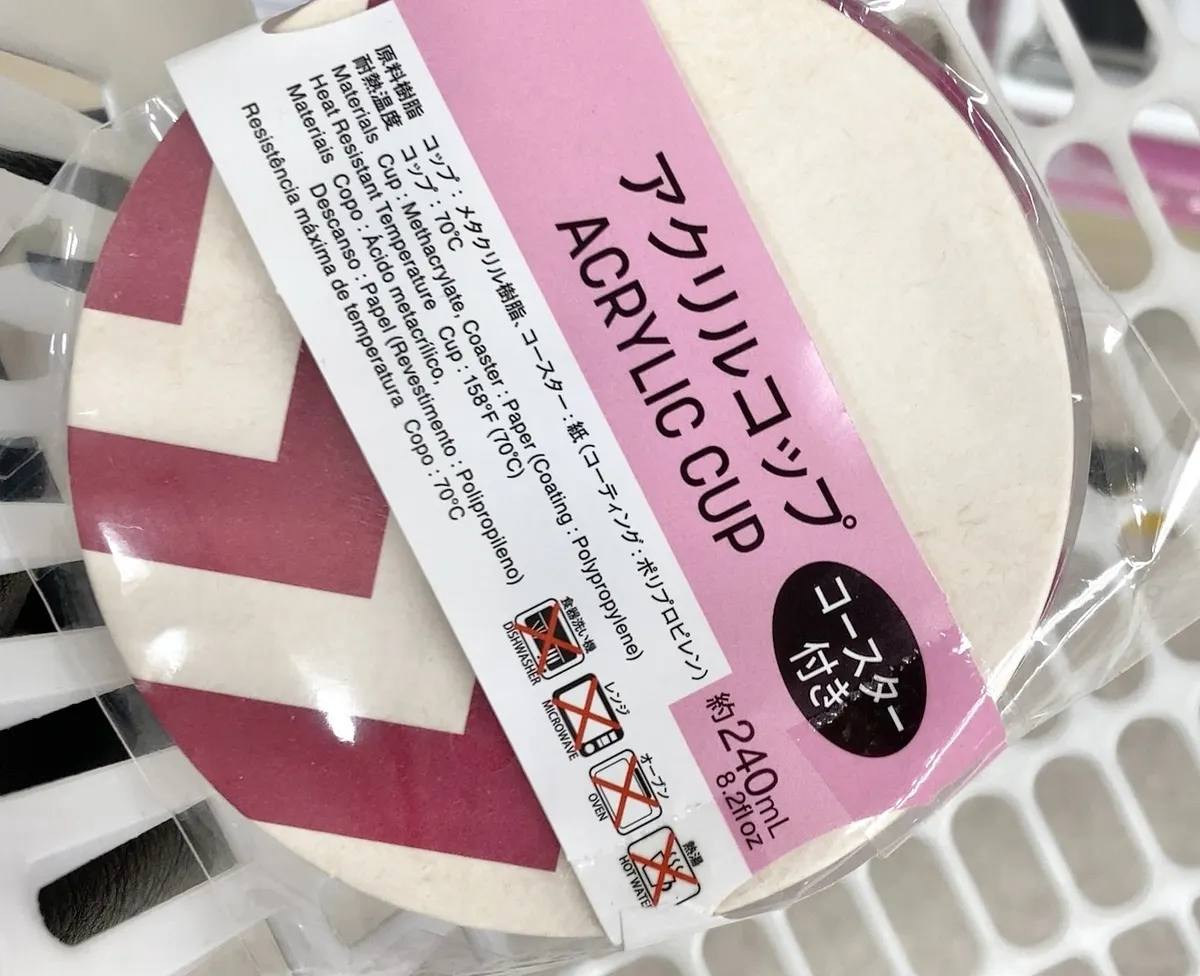 アクリルコップ
ACRYLIC CUP
コースター
付き
約240mL
8.2fl oz
原料樹脂 コップ：メタクリル樹脂、コースター：紙（コーティング：ポリプロピレン）
耐熱温度 コップ：70℃
Materials Cup : Methacrylate, Coaster : Paper (Coating : Polypropylene)
Heat Resistant Temperature Cup : 158°F (70℃)
Materiais Copo : Ácido metacrílico,
Descanso : Papel (Revestimento : Polipropileno)
Resistência máxima de temperatura Copo : 70℃
食器洗い機
DISHWASHER
レンジ
MICROWAVE
オーブン
OVEN
熱湯
HOT WATER